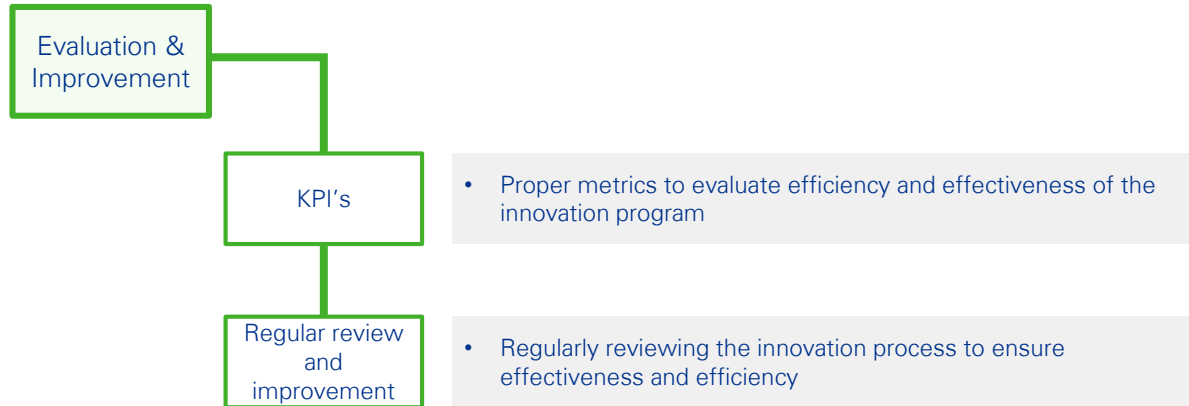 Evaluation &
Improvement
KPI's
• Proper metrics to evaluate efficiency and effectiveness of the
innovation program
Regular review
and
improvement
• Regularly reviewing the innovation process to ensure
effectiveness and efficiency